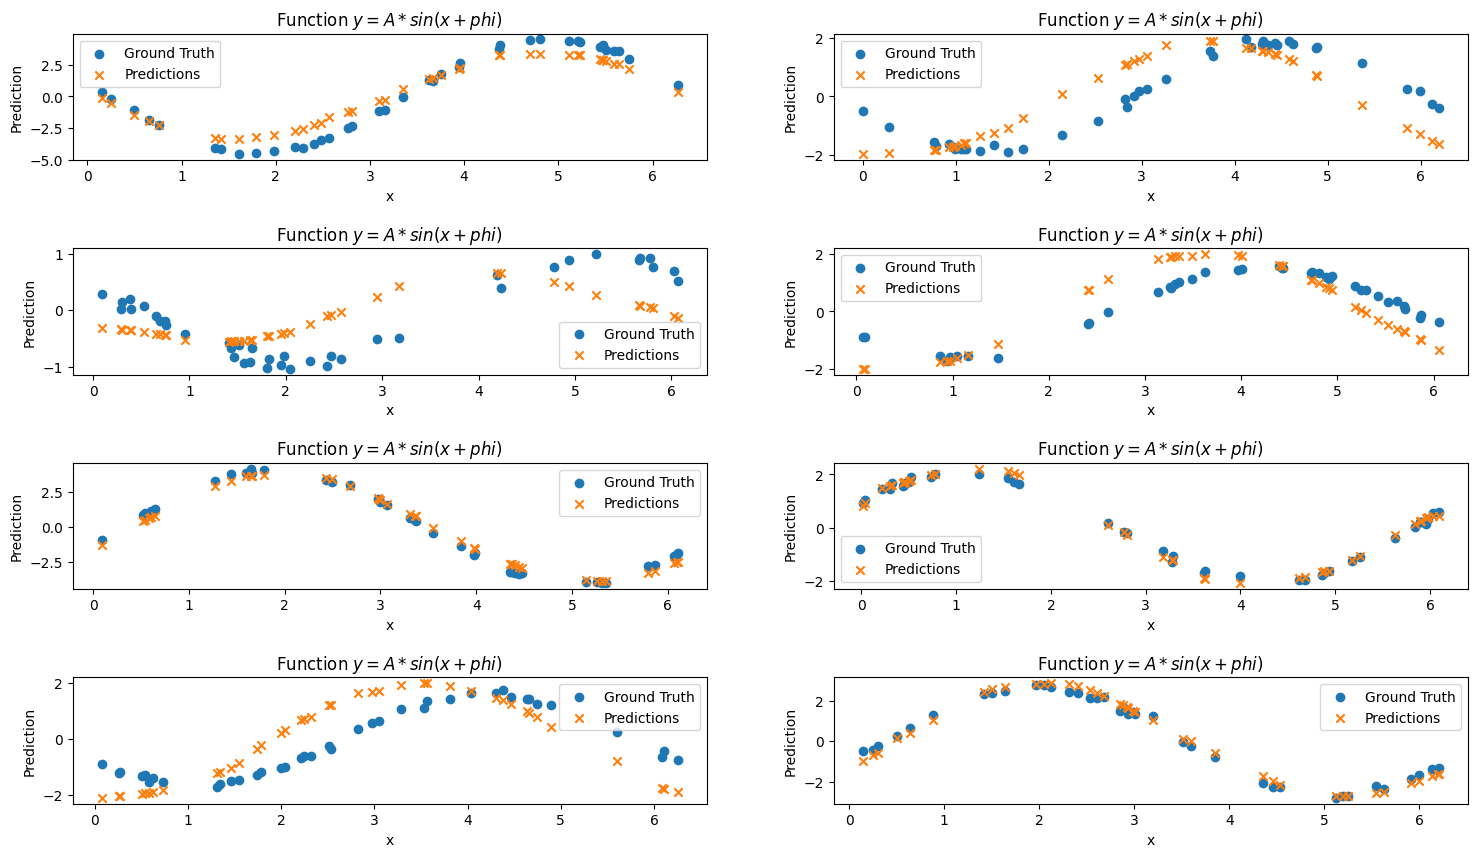 Function y = A * sin(x + phi)
Prediction
2.5
0.0
−2.5
−5.0
Ground Truth
Predictions
0 1 2 3 4 5 6
x
Function y = A * sin(x + phi)
Prediction
2
0
−2
Ground Truth
Predictions
0 1 2 3 4 5 6
x
Function y = A * sin(x + phi)
Prediction
1
0
−1
Ground Truth
Predictions
0 1 2 3 4 5 6
x
Function y = A * sin(x + phi)
Prediction
2
0
−2
Ground Truth
Predictions
0 1 2 3 4 5 6
x
Function y = A * sin(x + phi)
Prediction
2.5
0.0
−2.5
Ground Truth
Predictions
0 1 2 3 4 5 6
x
Function y = A * sin(x + phi)
Prediction
2
0
−2
Ground Truth
Predictions
0 1 2 3 4 5 6
x
Function y = A * sin(x + phi)
Prediction
2
0
−2
Ground Truth
Predictions
0 1 2 3 4 5 6
x
Function y = A * sin(x + phi)
Prediction
2
0
−2
Ground Truth
Predictions
0 1 2 3 4 5 6
x